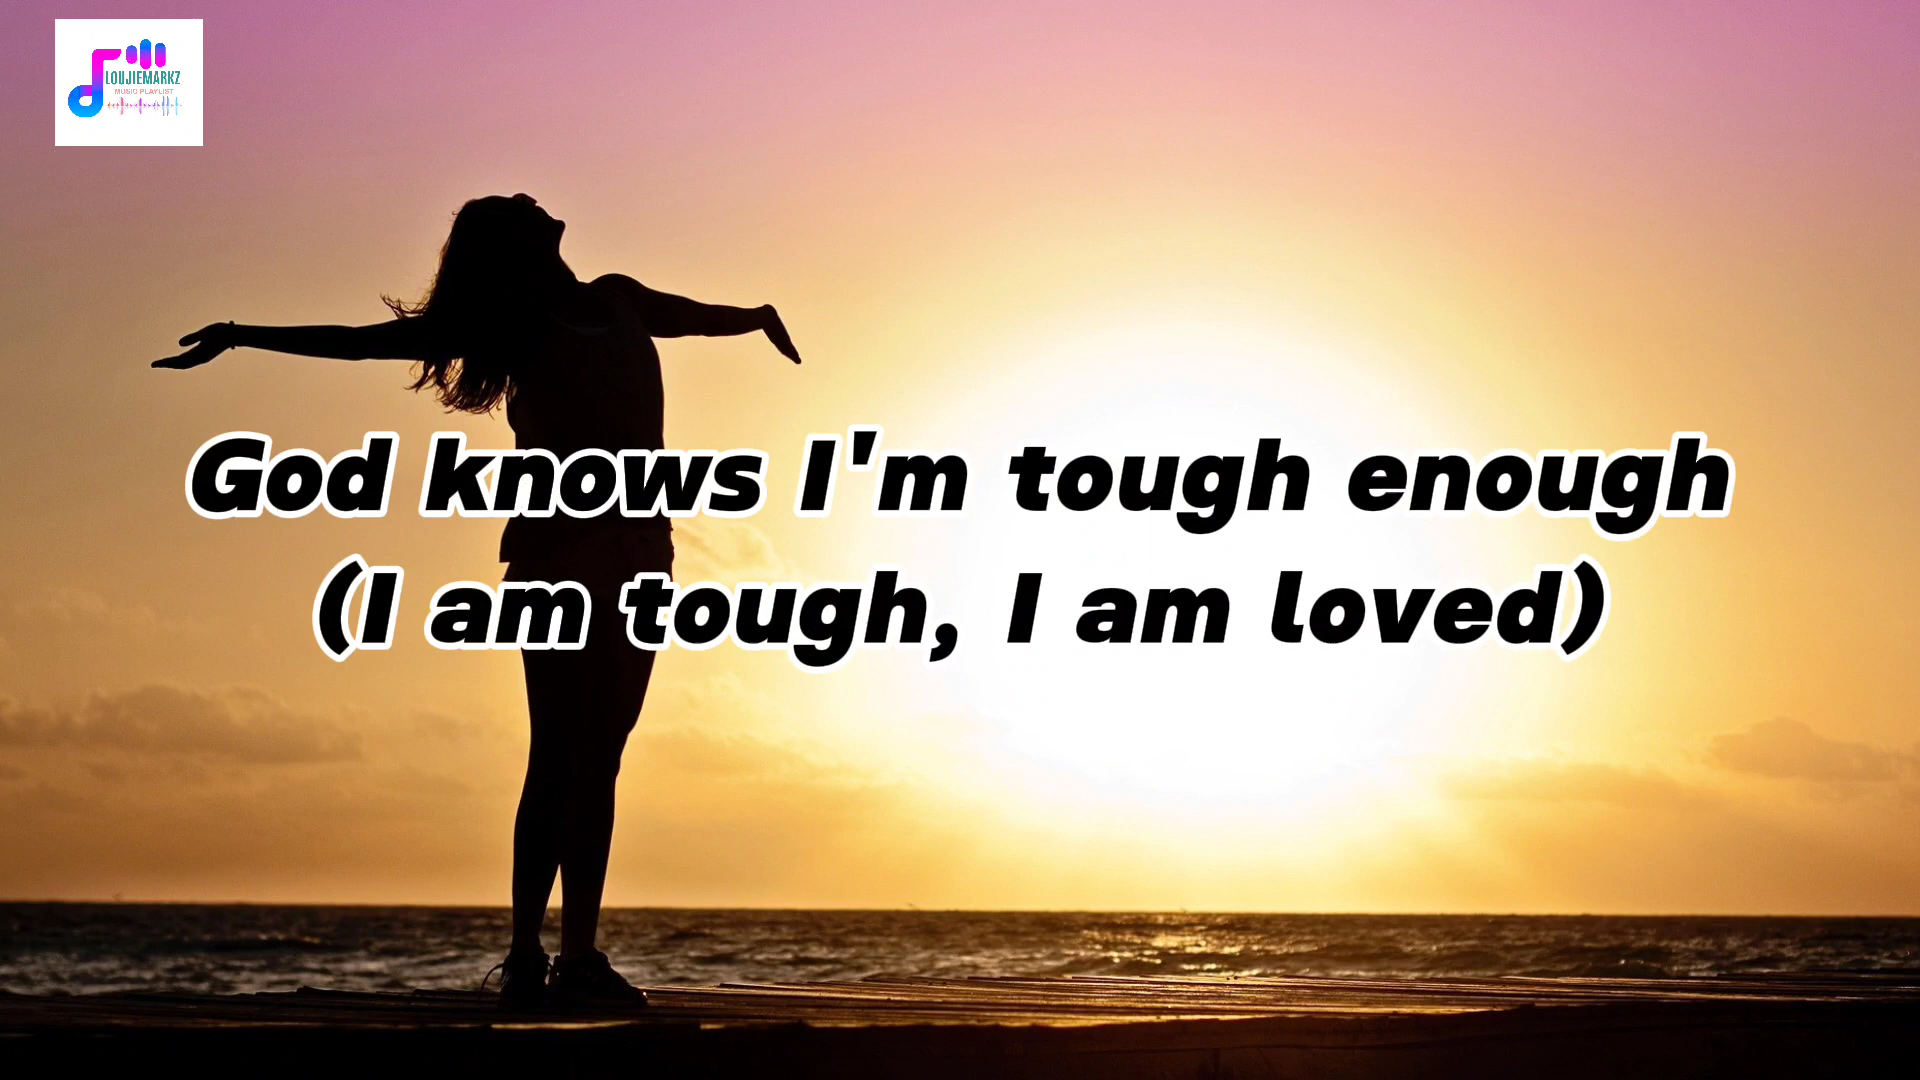 LOUJIEMARKZ
MUSIC PLAYLIST
God knows I'm tough enough
(I am tough, I am loved)